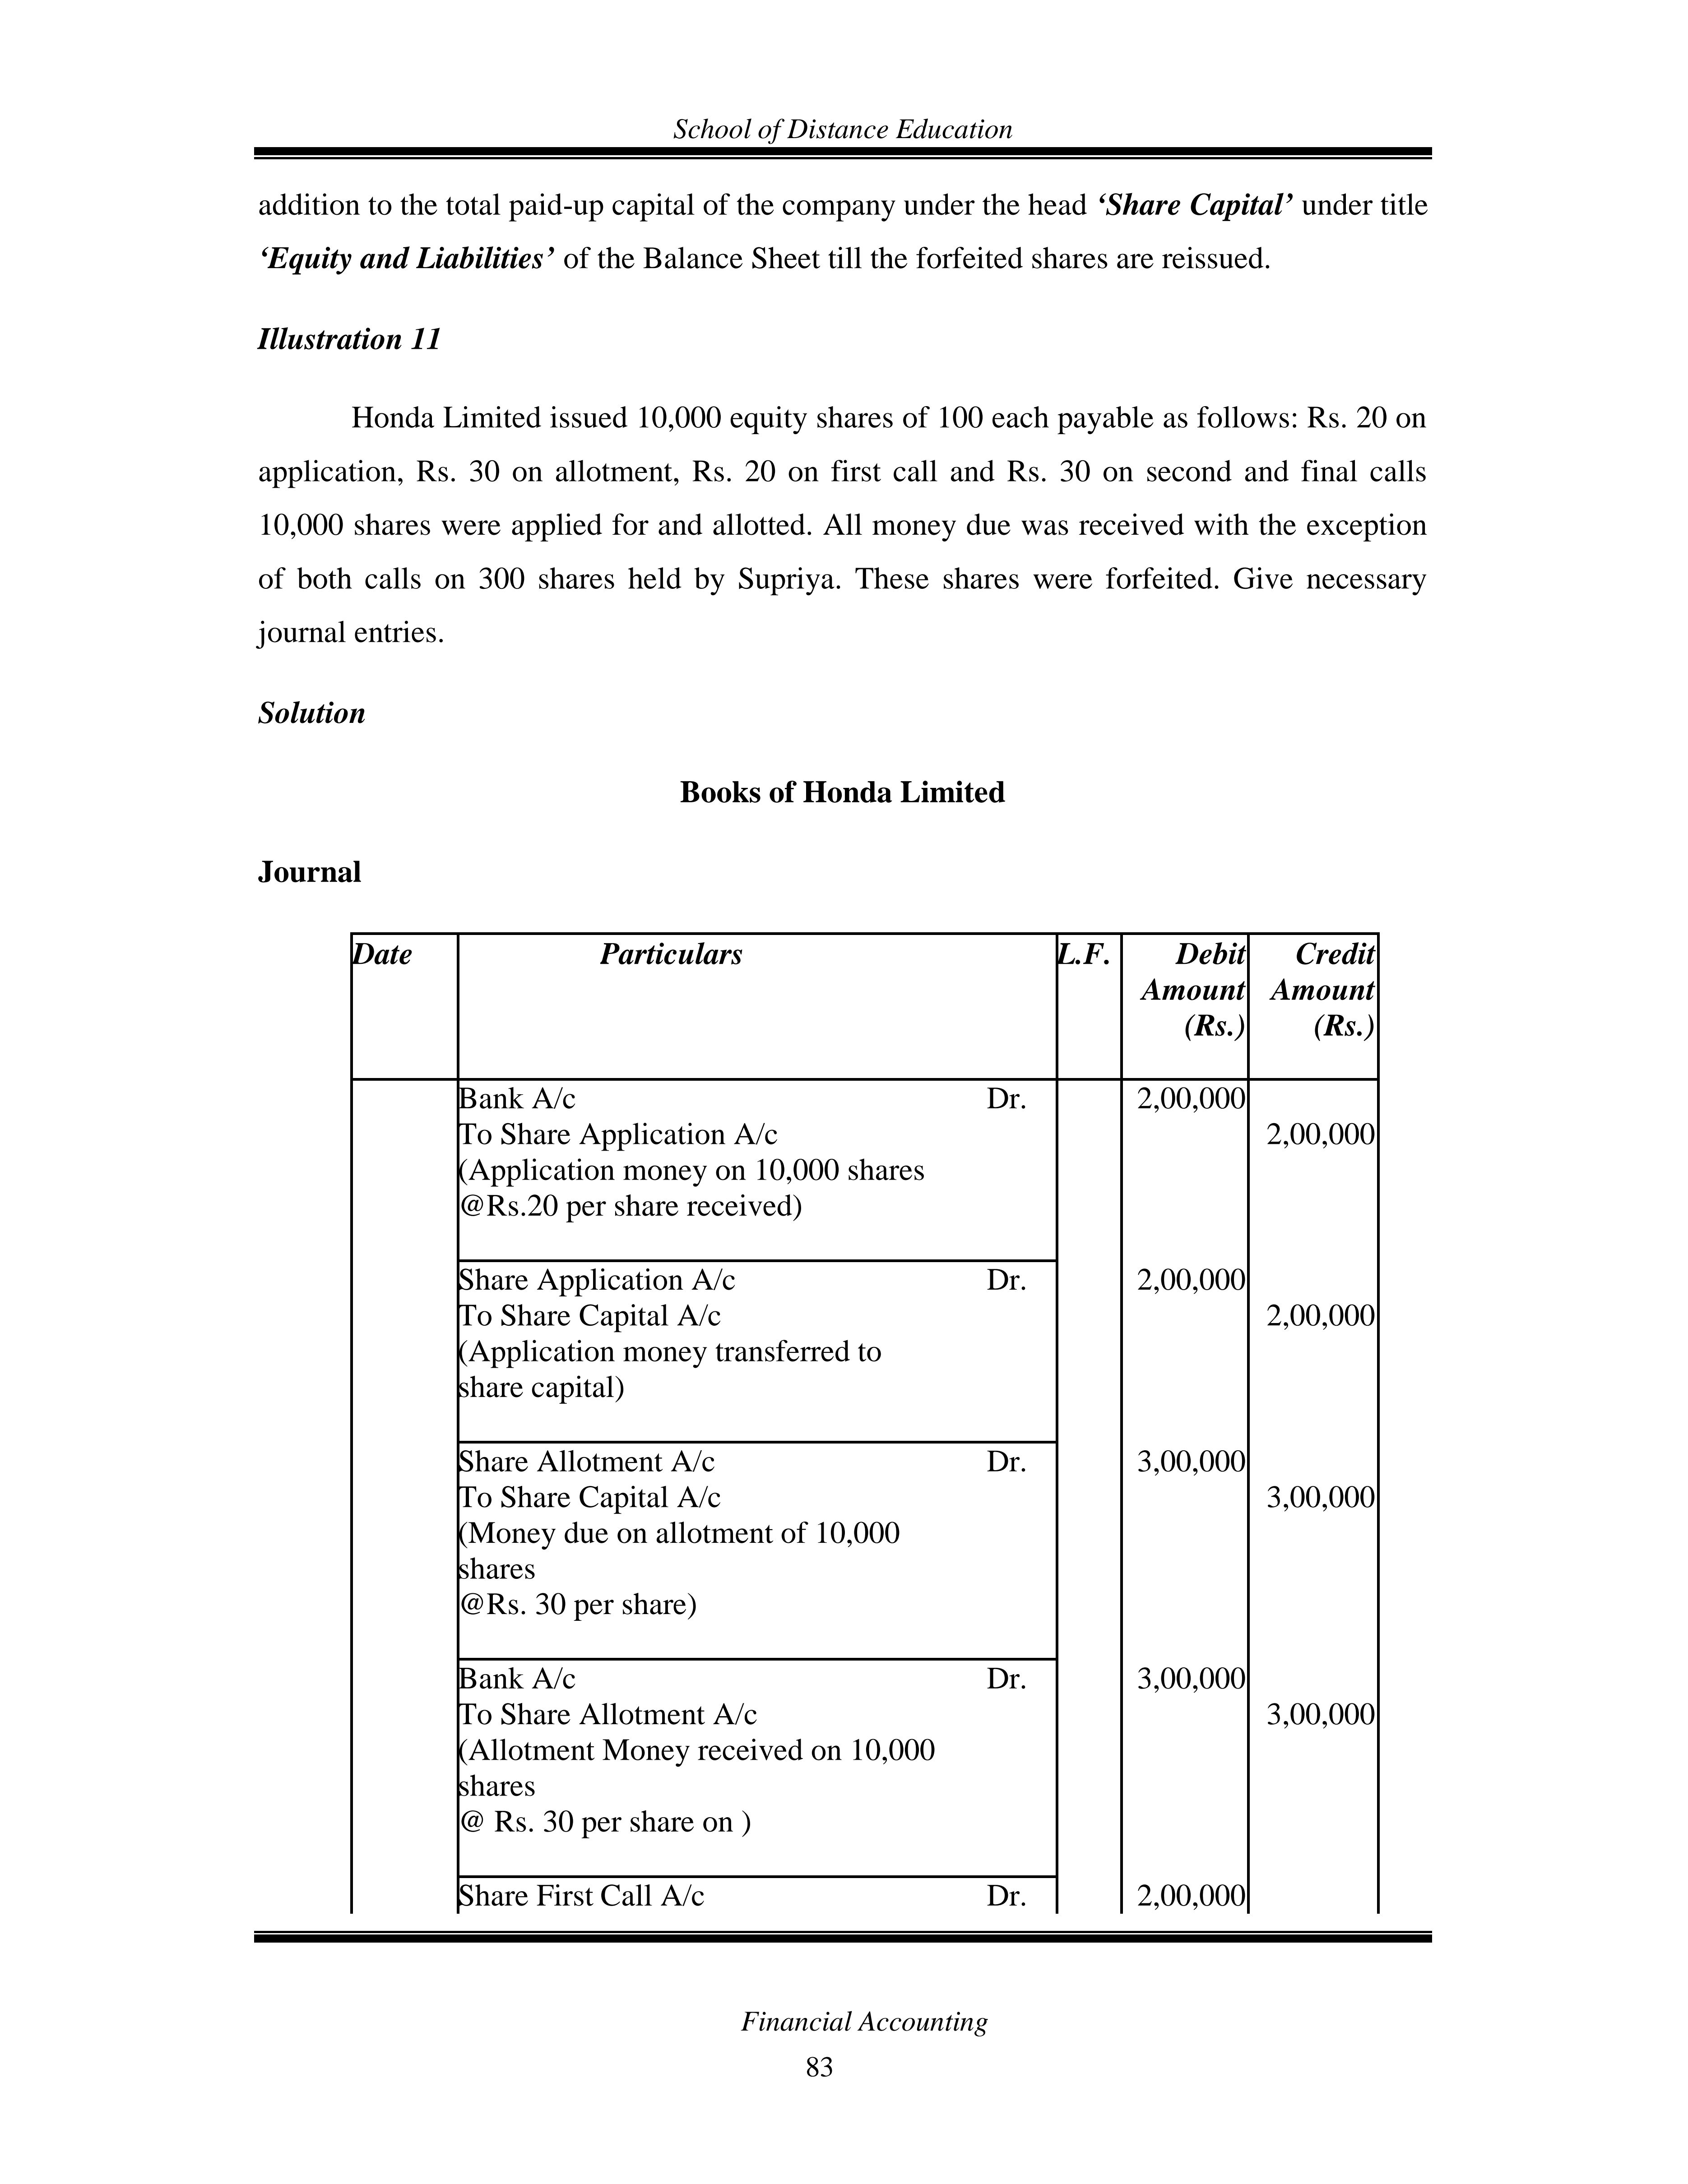 School of Distance Education
addition to the total paid-up capital of the company under the head ‘Share Capital’ under title
‘Equity and Liabilities’ of the Balance Sheet till the forfeited shares are reissued.
Illustration 11
Honda Limited issued 10,000 equity shares of 100 each payable as follows: Rs. 20 on
application, Rs. 30 on allotment, Rs. 20 on first call and Rs. 30 on second and final calls
10,000 shares were applied for and allotted. All money due was received with the exception
of both calls on 300 shares held by Supriya. These shares were forfeited. Give necessary
journal entries.
Solution
Books of Honda Limited
Journal
Date Particulars L.F. Debit Credit
Amount Amount
(Rs.) (Rs.)
Bank A/c Dr. 2,00,000
To Share Application A/c 2,00,000
(Application money on 10,000 shares
@Rs.20 per share received)
Share Application A/c Dr. 2,00,000
To Share Capital A/c 2,00,000
(Application money transferred to
share capital)
Share Allotment A/c Dr. 3,00,000
To Share Capital A/c 3,00,000
(Money due on allotment of 10,000
shares
@Rs. 30 per share)
Bank A/c Dr. 3,00,000
To Share Allotment A/c 3,00,000
(Allotment Money received on 10,000
shares
@ Rs. 30 per share on )
Share First Call A/c Dr. 2,00,000
Financial Accounting
83